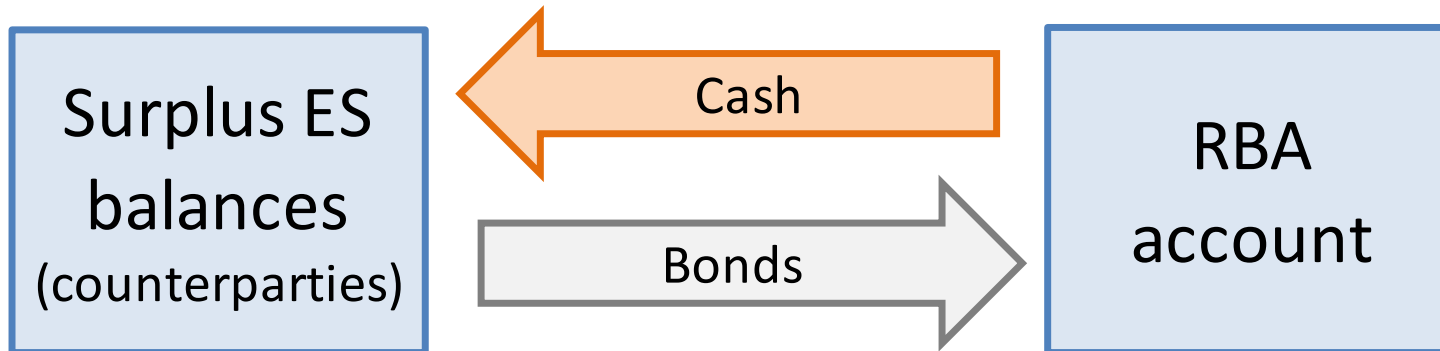 Surplus ES
balances
(counterparties)
Cash
Bonds
RBA
account